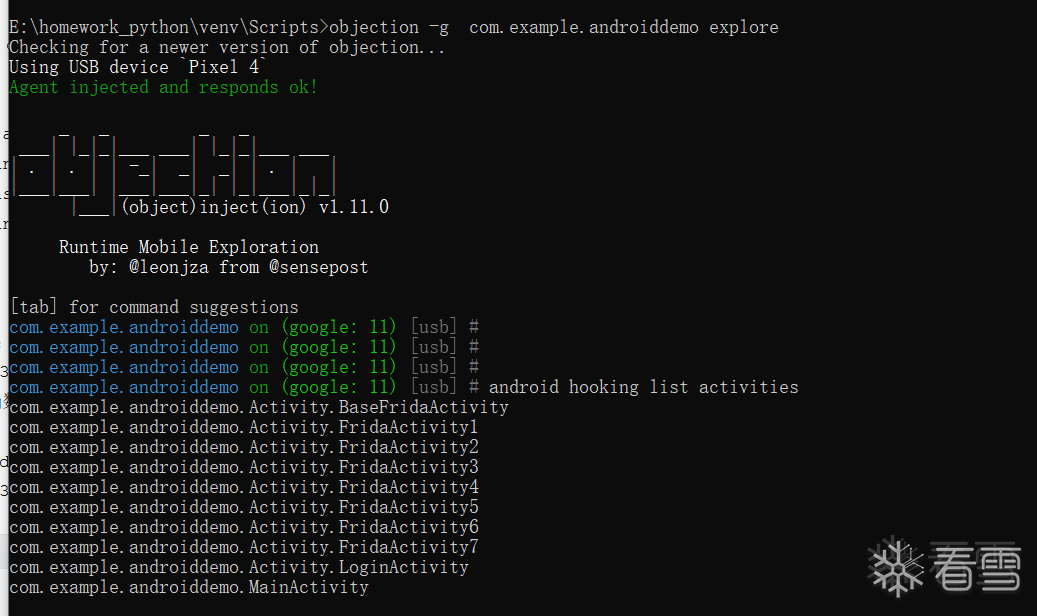 E:\homework_python\venv\Scripts>objection -g  com.example.androiddemo explore
Checking for a newer version of objection...
Using USB device `Pixel 4`
Agent injected and responds ok!
(object)inject(ion) v1.11.0
Runtime Mobile Exploration
by: @leonjza from @sensepost
[tab] for command suggestions
com.example.androiddemo on (google: 11) [usb] #
com.example.androiddemo on (google: 11) [usb] #
com.example.androiddemo on (google: 11) [usb] #
com.example.androiddemo on (google: 11) [usb] # android hooking list activities
com.example.androiddemo.Activity.BaseFridaActivity
com.example.androiddemo.Activity.FridaActivity1
com.example.androiddemo.Activity.FridaActivity2
com.example.androiddemo.Activity.FridaActivity3
com.example.androiddemo.Activity.FridaActivity4
com.example.androiddemo.Activity.FridaActivity5
com.example.androiddemo.Activity.FridaActivity6
com.example.androiddemo.Activity.FridaActivity7
com.example.androiddemo.Activity.LoginActivity
com.example.androiddemo.MainActivity
看雪